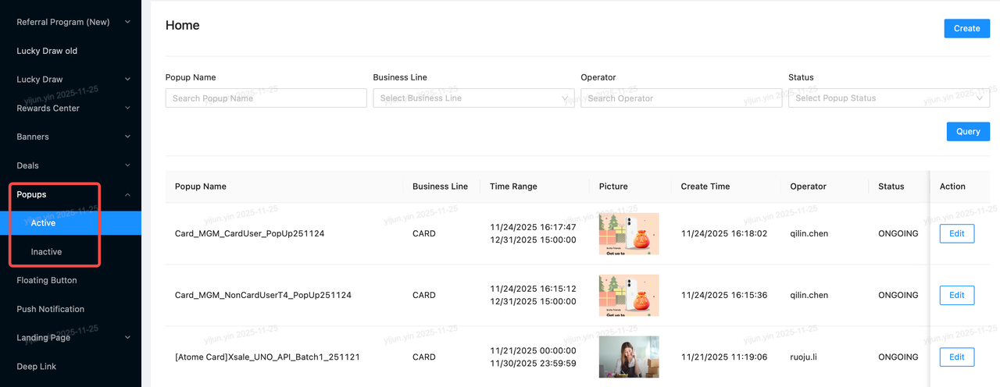 Referral Program (New)
Lucky Draw old
Lucky Draw
Rewards Center
Banners
Deals
Popups
Active
Inactive
Floating Button
Push Notification
Landing Page
Deep Link
Home
Create
Popup Name
Business Line
Operator
Status
Search Popup Name
Select Business Line
Search Operator
Select Popup Status
Query
Popup Name Business Line Time Range Picture Create Time Operator Status Action
Card_MGM_CardUser_PopUp251124 CARD 11/24/2025 16:17:47 11/24/2025 16:18:02 qilin.chen ONGOING Edit
12/31/2025 15:00:00
Invite friends
Get up to
Card_MGM_NonCardUserT4_PopUp251124 CARD 11/24/2025 16:15:12 11/24/2025 16:15:36 qilin.chen ONGOING Edit
12/31/2025 15:00:00
Invite friends
Get up to
[Atome Card]Xsale_UNO_API_Batch1_251121 CARD 11/21/2025 00:00:00 11/21/2025 11:19:06 ruoju.li ONGOING Edit
11/30/2025 23:59:59
yijun.yin 2025-11-25